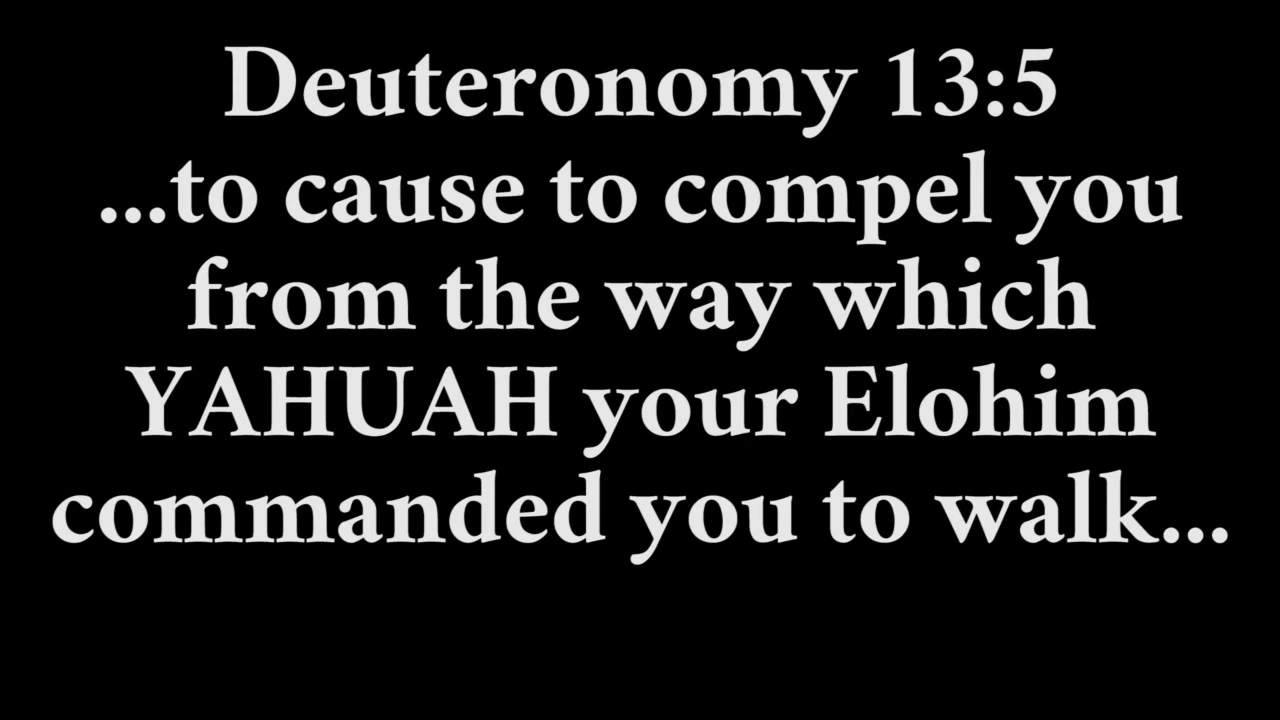 Deuteronomy 13:5
...to cause to compel you
from the way which
YAHUAH your Elohim
commanded you to walk...